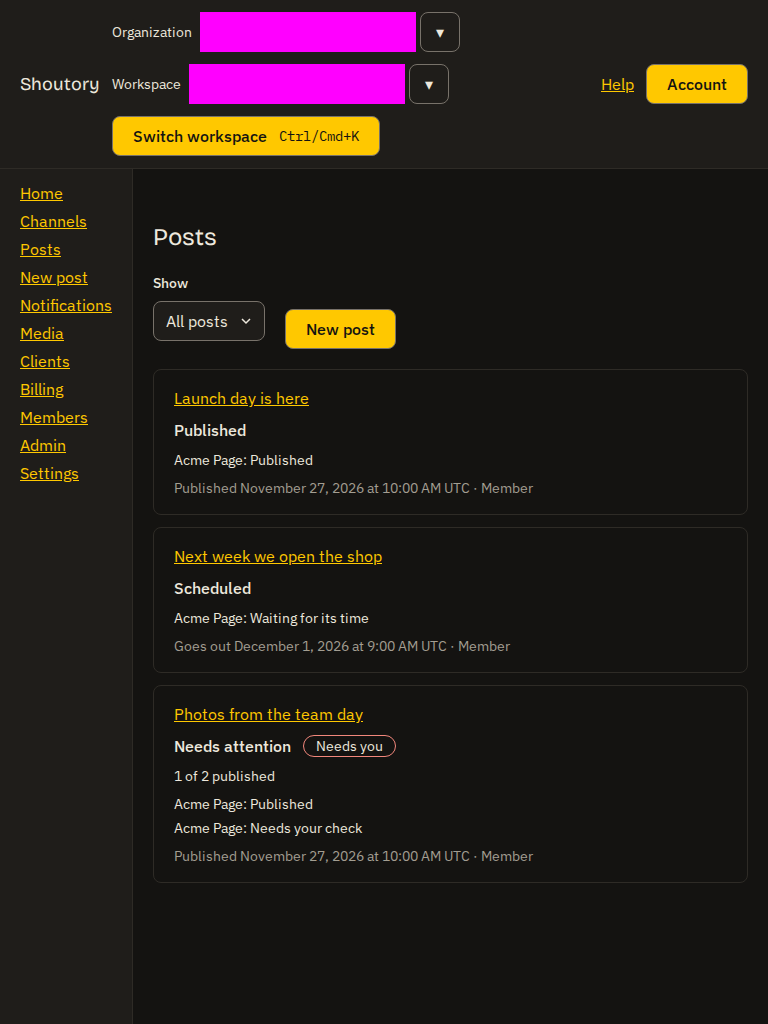 Organization
▼
Shoutory
Workspace
▼
Help
Account
Switch workspace Ctrl/Cmd+K
Home
Channels
Posts
New post
Notifications
Media
Clients
Billing
Members
Admin
Settings
Posts
Show
All posts
New post
Launch day is here
Published
Acme Page: Published
Published November 27, 2026 at 10:00 AM UTC · Member
Next week we open the shop
Scheduled
Acme Page: Waiting for its time
Goes out December 1, 2026 at 9:00 AM UTC · Member
Photos from the team day
Needs attention Needs you
1 of 2 published
Acme Page: Published
Acme Page: Needs your check
Published November 27, 2026 at 10:00 AM UTC · Member